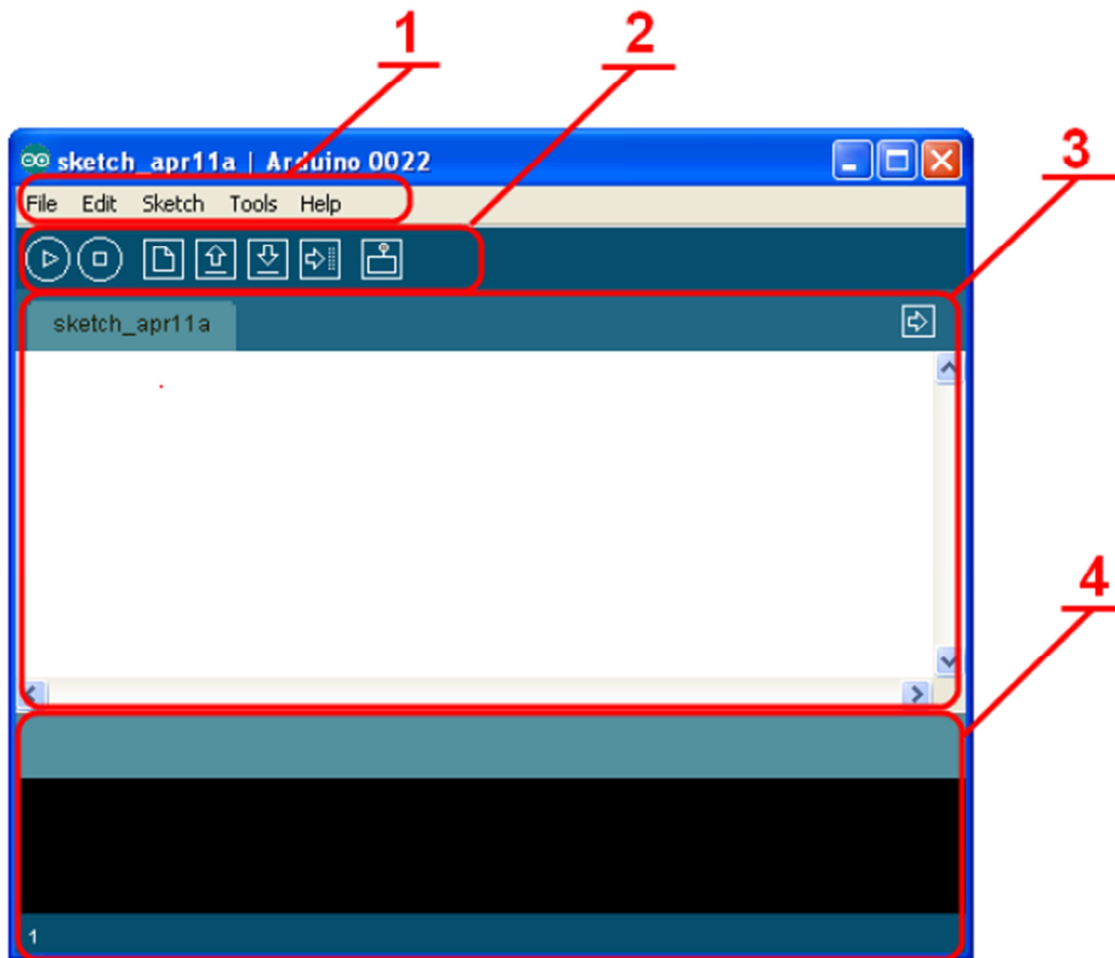 1 2
sketch_apr11a | Arduino 0022
3
File Edit Sketch Tools Help
sketch_apr11a
4
1